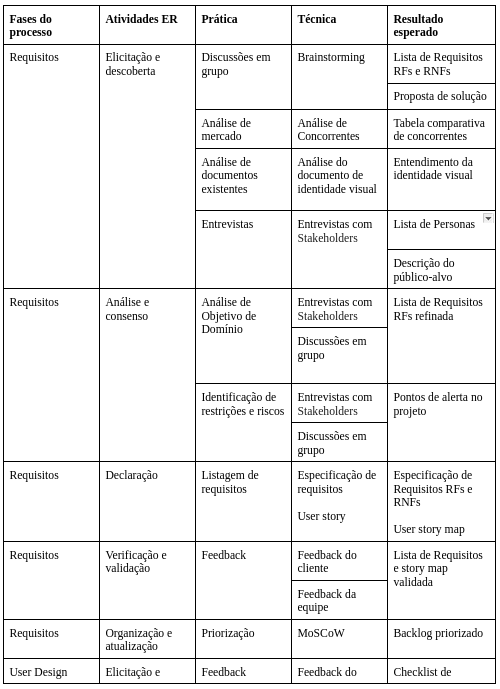 Fases do processo | Atividades ER | Prática | Técnica | Resultado esperado
Requisitos | Elicitação e descoberta | Discussões em grupo | Brainstorming | Lista de Requisitos RFs e RNFs
Proposta de solução
Análise de mercado | Análise de Concorrentes | Tabela comparativa de concorrentes
Análise de documentos existentes | Análise do documento de identidade visual | Entendimento da identidade visual
Entrevistas | Entrevistas com Stakeholders | Lista de Personas
Descrição do público-alvo
Requisitos | Análise e consenso | Análise de Objetivo de Domínio | Entrevistas com Stakeholders | Lista de Requisitos RFs refinada
Discussões em grupo
Identificação de restrições e riscos | Entrevistas com Stakeholders | Pontos de alerta no projeto
Discussões em grupo
Requisitos | Declaração | Listagem de requisitos | Especificação de requisitos | Especificação de Requisitos RFs e RNFs
User story | User story map
Requisitos | Verificação e validação | Feedback | Feedback do cliente | Lista de Requisitos e story map validada
Feedback da equipe
Requisitos | Organização e atualização | Priorização | MoSCoW | Backlog priorizado
User Design | Elicitação e | Feedback | Feedback do | Checklist de